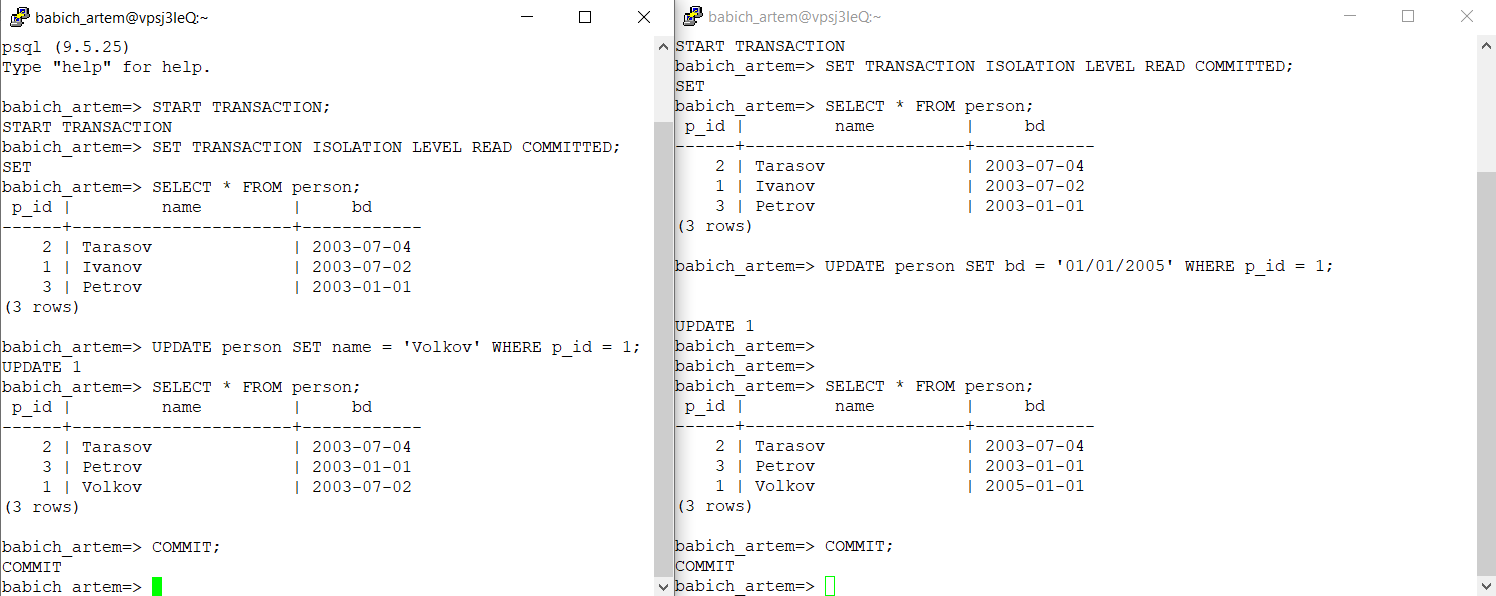 babich_artem@vpsj3IeQ:~
psql (9.5.25)
Type "help" for help.
babich_artem=> START TRANSACTION;
START TRANSACTION
babich_artem=> SET TRANSACTION ISOLATION LEVEL READ COMMITTED;
SET
babich_artem=> SELECT * FROM person;
 p_id |         name         |     bd
------+----------------------+------------
    2 | Tarasov              | 2003-07-04
    1 | Ivanov               | 2003-07-02
    3 | Petrov               | 2003-01-01
(3 rows)
babich_artem=> UPDATE person SET name = 'Volkov' WHERE p_id = 1;
UPDATE 1
babich_artem=> SELECT * FROM person;
 p_id |         name         |     bd
------+----------------------+------------
    2 | Tarasov              | 2003-07-04
    3 | Petrov               | 2003-01-01
    1 | Volkov               | 2003-07-02
(3 rows)
babich_artem=> COMMIT;
COMMIT
babich_artem=>
babich_artem@vpsj3IeQ:~
START TRANSACTION
babich_artem=> SET TRANSACTION ISOLATION LEVEL READ COMMITTED;
SET
babich_artem=> SELECT * FROM person;
 p_id |         name         |     bd
------+----------------------+------------
    2 | Tarasov              | 2003-07-04
    1 | Ivanov               | 2003-07-02
    3 | Petrov               | 2003-01-01
(3 rows)
babich_artem=> UPDATE person SET bd = '01/01/2005' WHERE p_id = 1;
UPDATE 1
babich_artem=>
babich_artem=>
babich_artem=> SELECT * FROM person;
 p_id |         name         |     bd
------+----------------------+------------
    2 | Tarasov              | 2003-07-04
    3 | Petrov               | 2003-01-01
    1 | Volkov               | 2005-01-01
(3 rows)
babich_artem=> COMMIT;
COMMIT
babich_artem=>